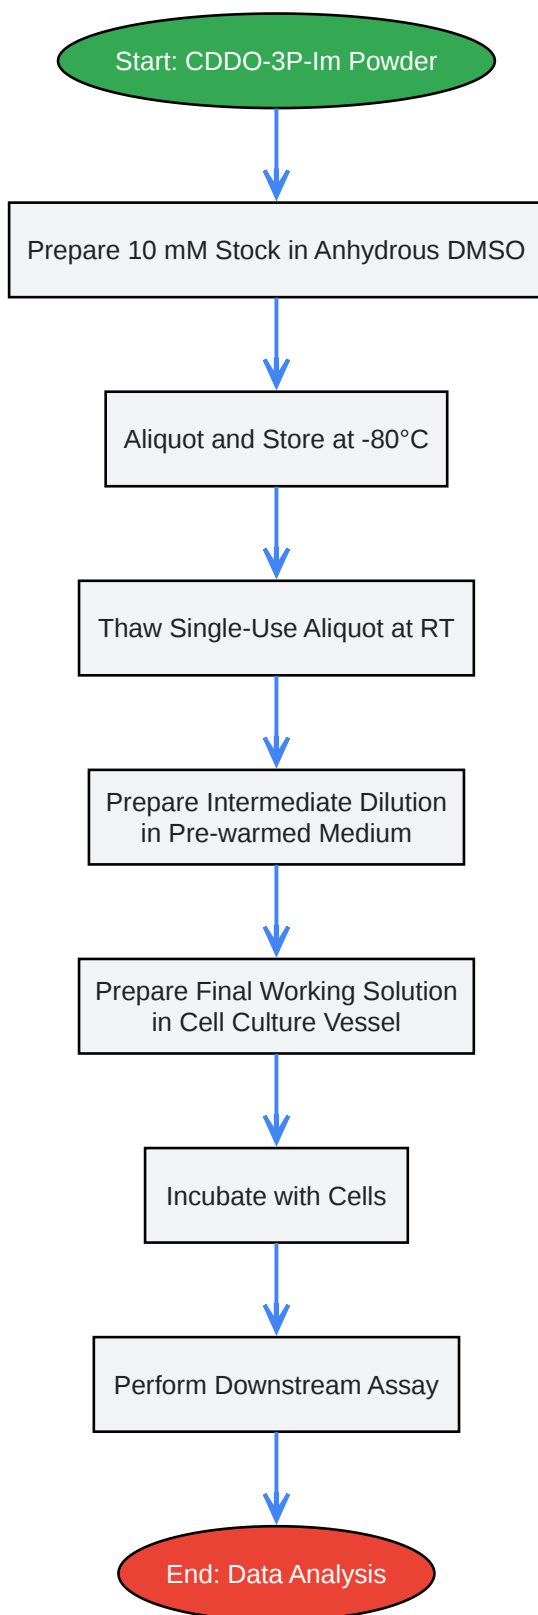 Start: CDDO-3P-Im Powder
Prepare 10 mM Stock in Anhydrous DMSO
Aliquot and Store at -80°C
Thaw Single-Use Aliquot at RT
Prepare Intermediate Dilution
in Pre-warmed Medium
Prepare Final Working Solution
in Cell Culture Vessel
Incubate with Cells
Perform Downstream Assay
End: Data Analysis